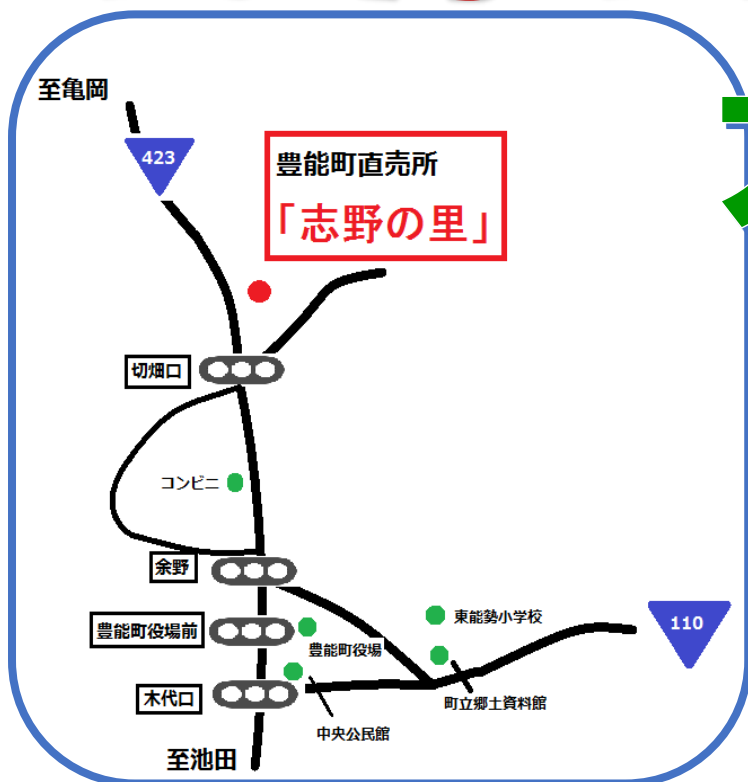 至亀岡
423
豊能町直売所
「志野の里」
切畑口
コンビニ
余野
東能勢小学校
110
豊能町役場前
豊能町役場
木代口
町立郷土資料館
中央公民館
至池田